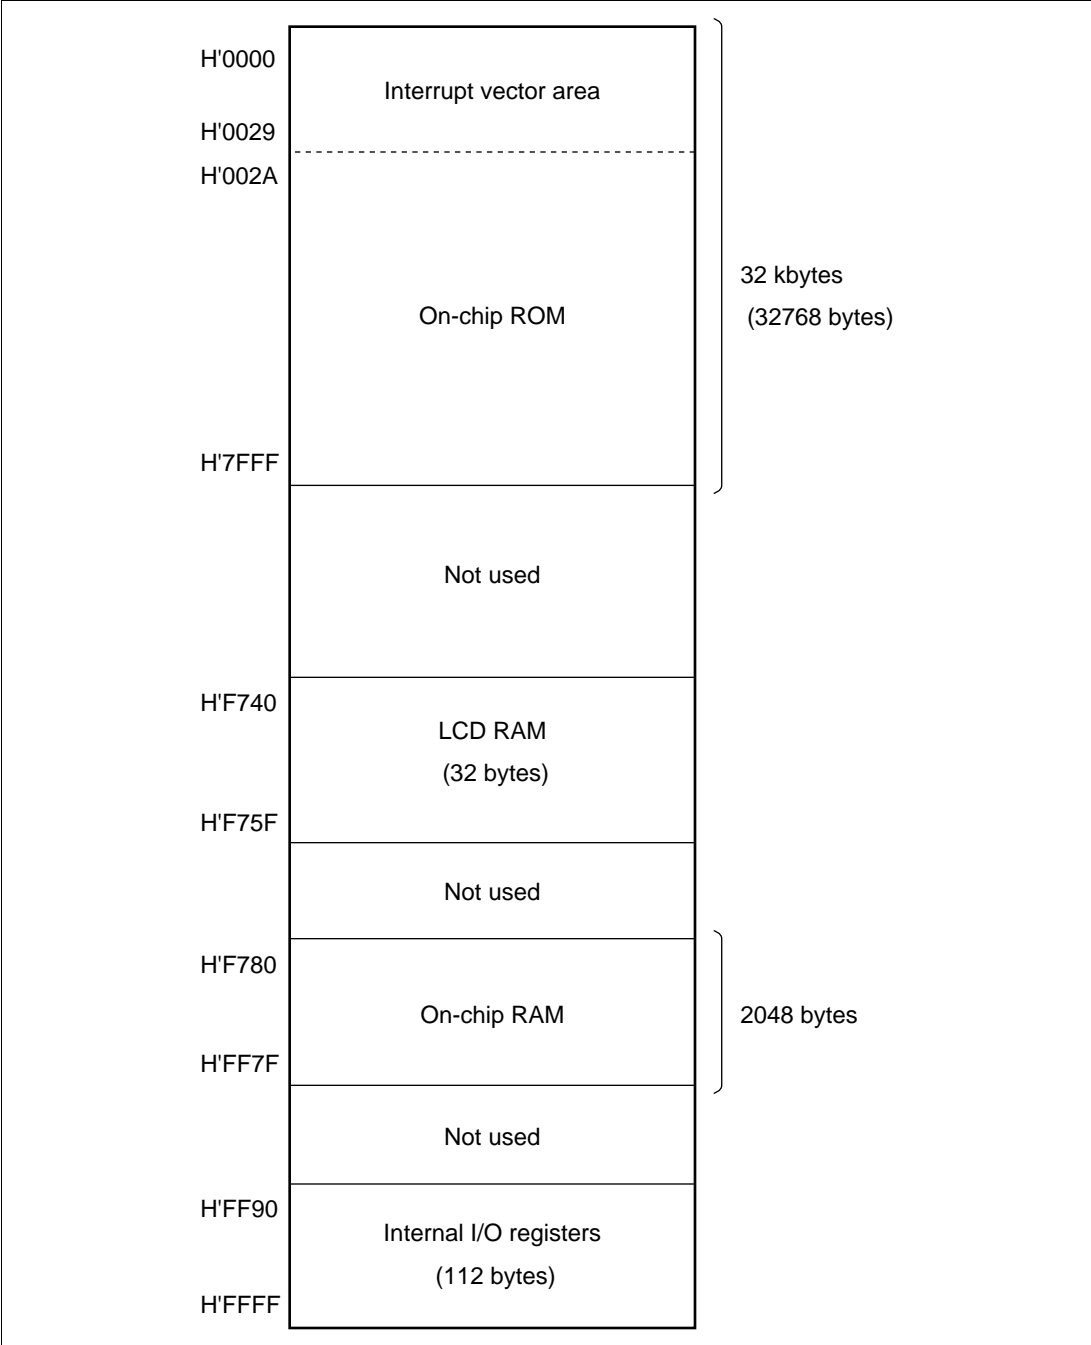 H'0000
Interrupt vector area
H'0029
H'002A
32 kbytes
On-chip ROM
(32768 bytes)
H'7FFF
Not used
H'F740
LCD RAM
(32 bytes)
H'F75F
Not used
H'F780
On-chip RAM
2048 bytes
H'FF7F
Not used
H'FF90
Internal I/O registers
(112 bytes)
H'FFFF